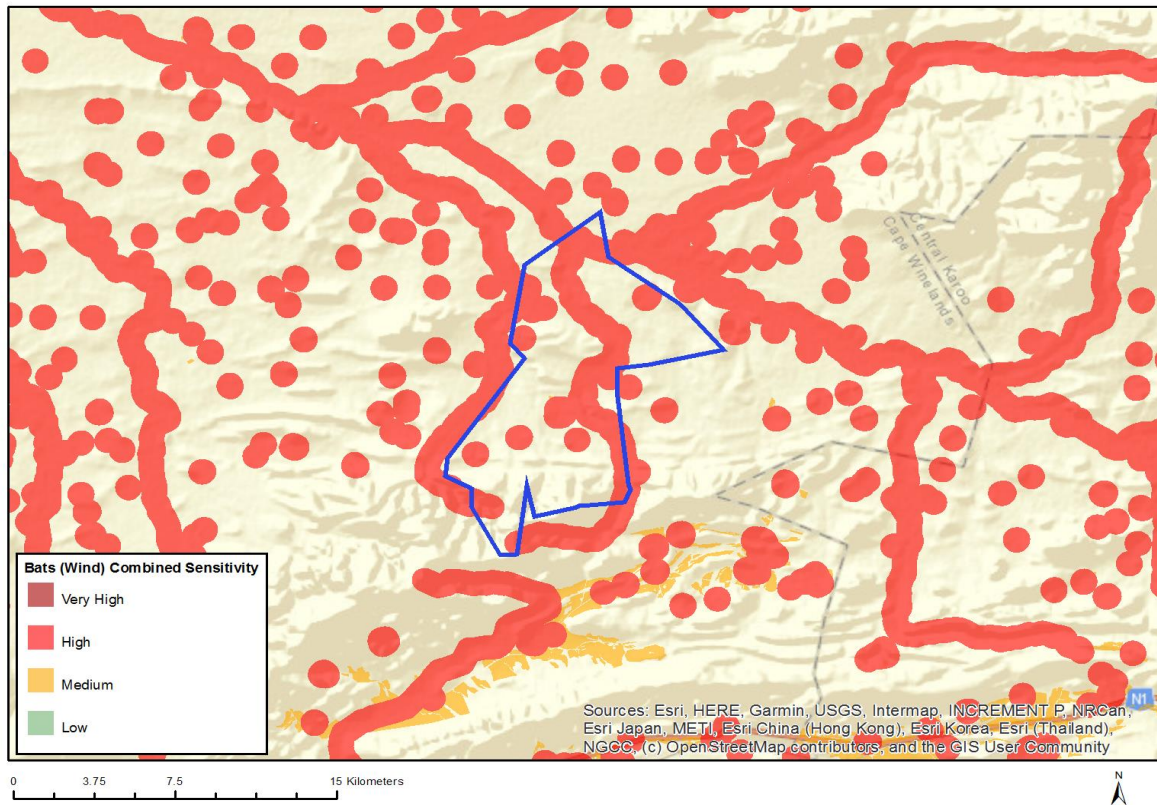 Central Karoo
Cape Winelands
Bats (Wind) Combined Sensitivity
Very High
High
Medium
Low
N1
Sources: Esri, HERE, Garmin, USGS, Intermap, INCREMENT P, NRCan,
Esri Japan, METI, Esri China (Hong Kong), Esri Korea, Esri (Thailand),
NGCC, (c) OpenStreetMap contributors, and the GIS User Community
0 3.75 7.5 15 Kilometers
N